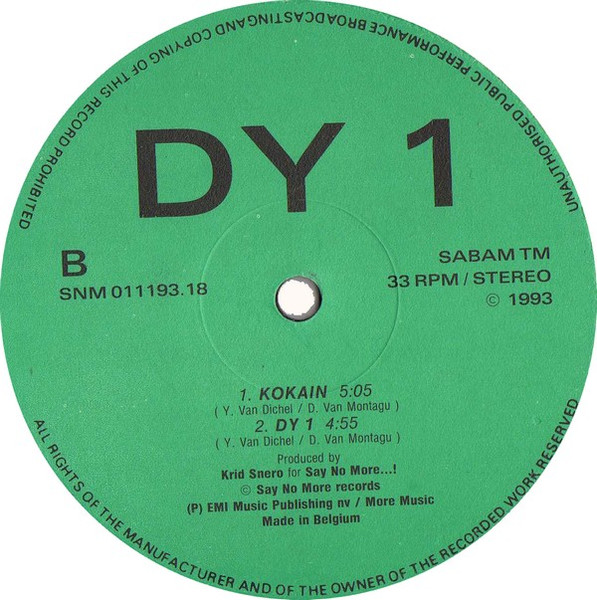 UNAUTHORISED PUBLIC PERFORMANCE BROADCASTING AND COPYING OF THIS RECORD PROHIBITED
DY 1
B
SNM 011193.18
SABAM TM
33 RPM / STEREO
© 1993
1. KOKAIN 5:05
( Y. Van Dichel / D. Van Montagu )
2. DY 1 4:55
( Y. Van Dichel / D. Van Montagu )
Produced by
Krid Snero for Say No More...!
© Say No More records
(P) EMI Music Publishing nv / More Music
Made in Belgium
ALL RIGHTS OF THE MANUFACTURER AND OF THE OWNER OF THE RECORDED WORK RESERVED